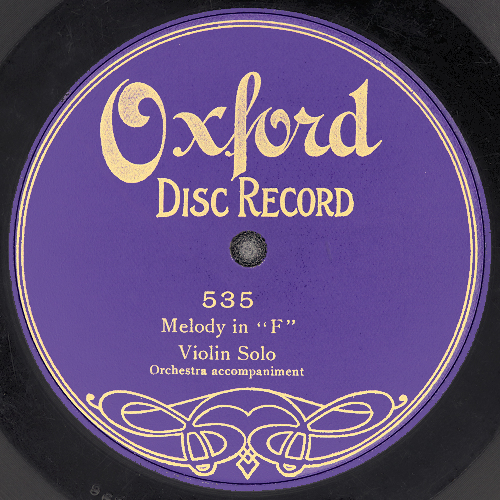 Oxford
DISC RECORD
535
Melody in “F”
Violin Solo
Orchestra accompaniment